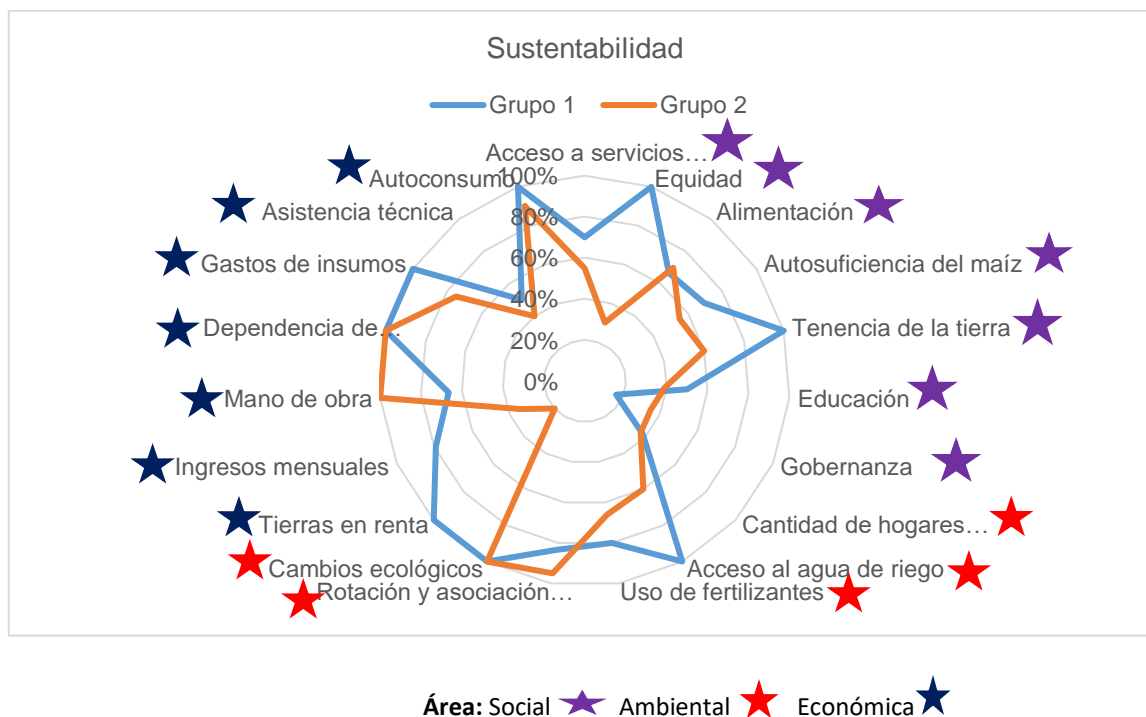 Sustentabilidad
Grupo 1 Grupo 2
Acceso a servicios…
Equidad
Alimentación
Autosuficiencia del maíz
Tenencia de la tierra
Educación
Gobernanza
Cantidad de hogares…
Acceso al agua de riego
Uso de fertilizantes
Rotación y asociación…
Cambios ecológicos
Tierras en renta
Ingresos mensuales
Mano de obra
Dependencia de…
Gastos de insumos
Asistencia técnica
Autoconsumo
100%
80%
60%
40%
20%
0%
Área: Social Ambiental Económica